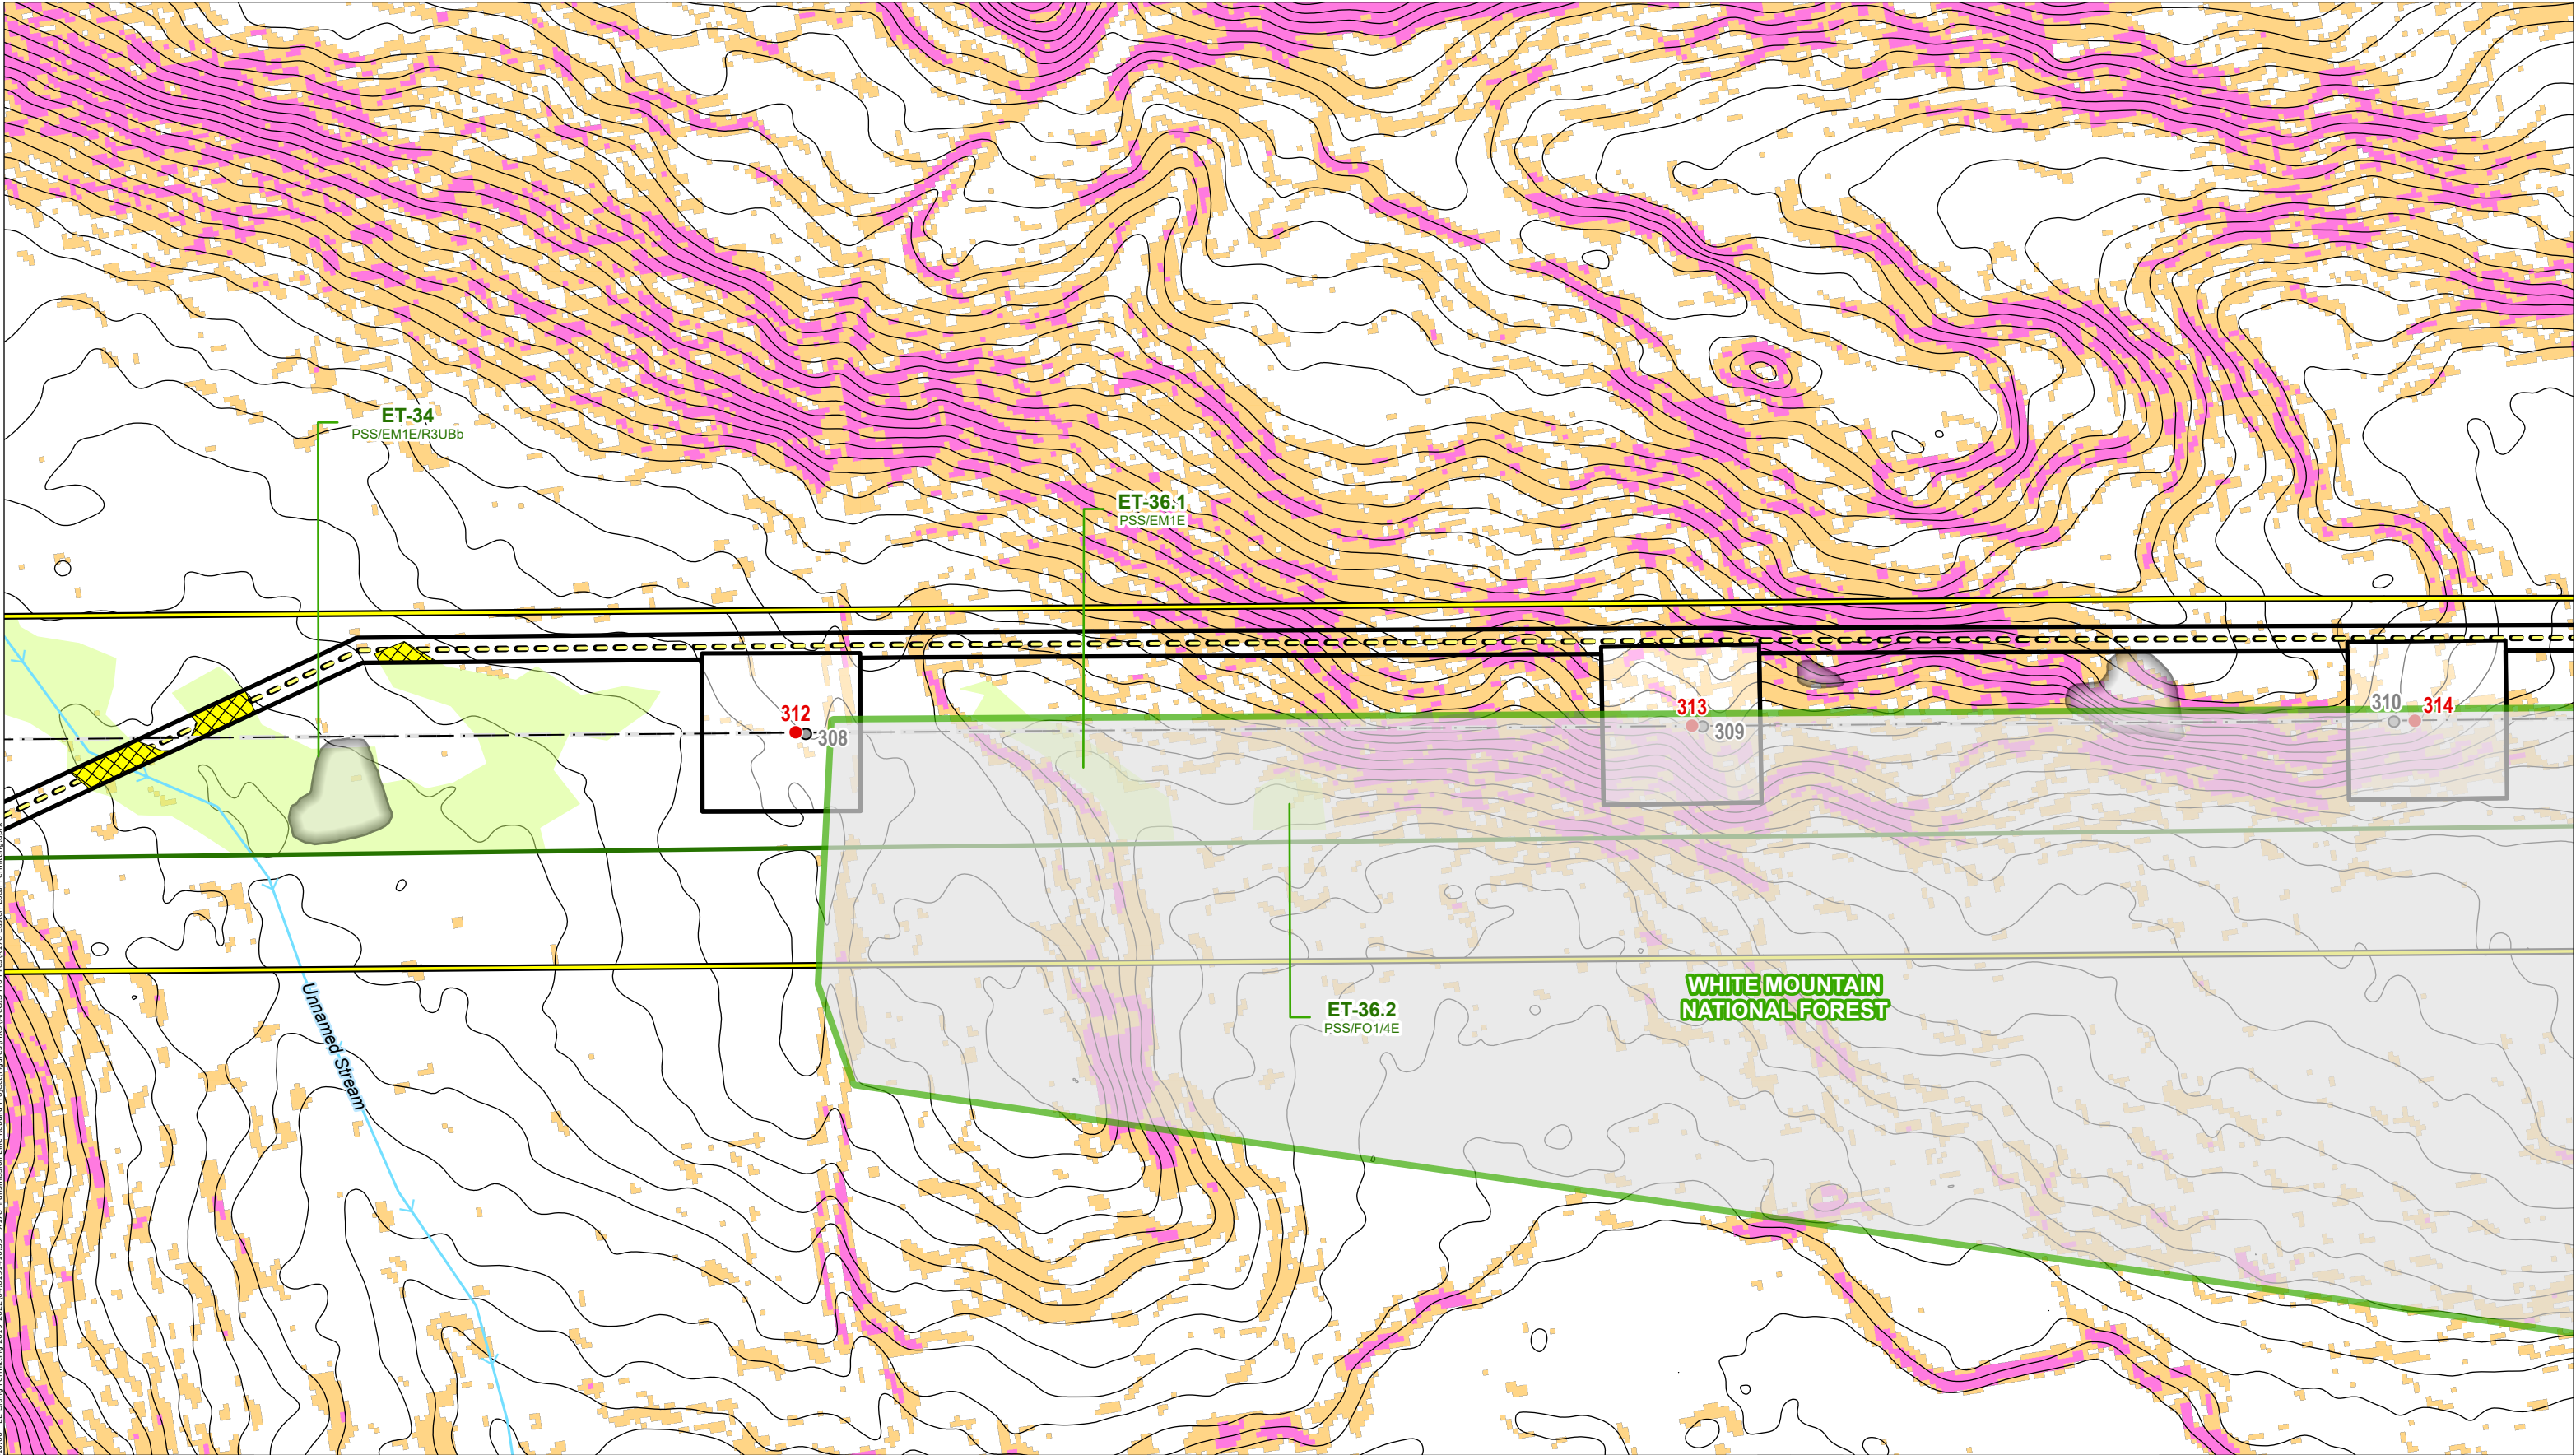 ET-34
PSS/EM1E/R3UBb
ET-36.1
PSS/EM1E
312
308
313
309
310
314
WHITE MOUNTAIN
NATIONAL FOREST
ET-36.2
PSS/FO1/4E
Unnamed Stream